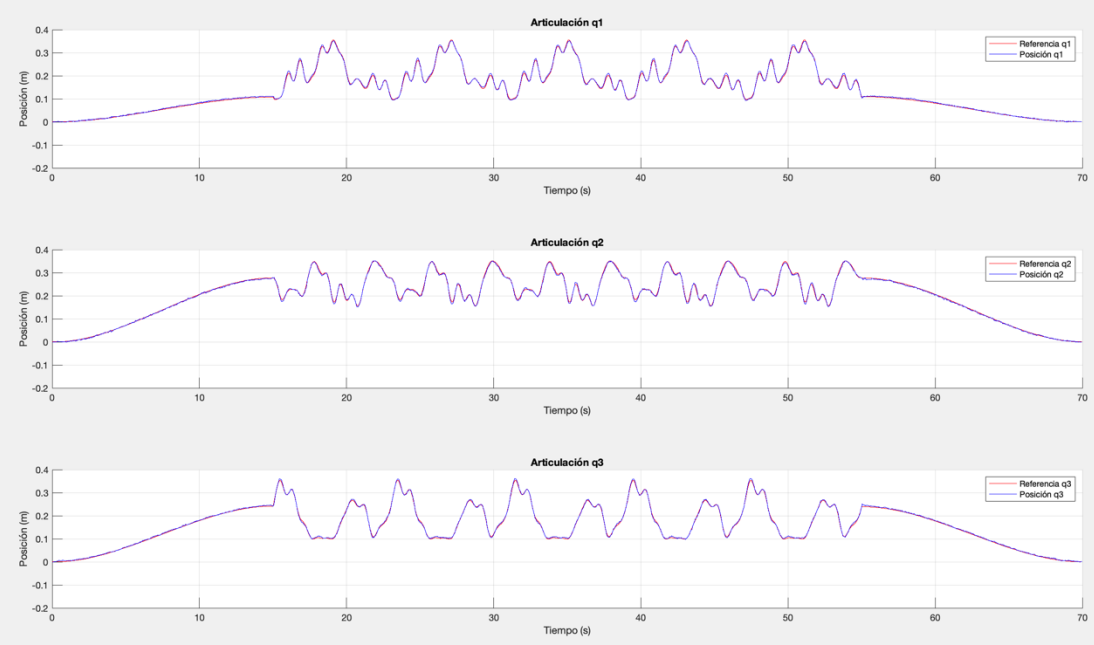 Articulación q1
0.4
0.3
0.2
0.1
0
-0.1
-0.2
Posición (m)
Referencia q1
Posición q1
0 10 20 30 40 50 60 70
Tiempo (s)
Articulación q2
0.4
0.3
0.2
0.1
0
-0.1
-0.2
Posición (m)
Referencia q2
Posición q2
0 10 20 30 40 50 60 70
Tiempo (s)
Articulación q3
0.4
0.3
0.2
0.1
0
-0.1
-0.2
Posición (m)
Referencia q3
Posición q3
0 10 20 30 40 50 60 70
Tiempo (s)